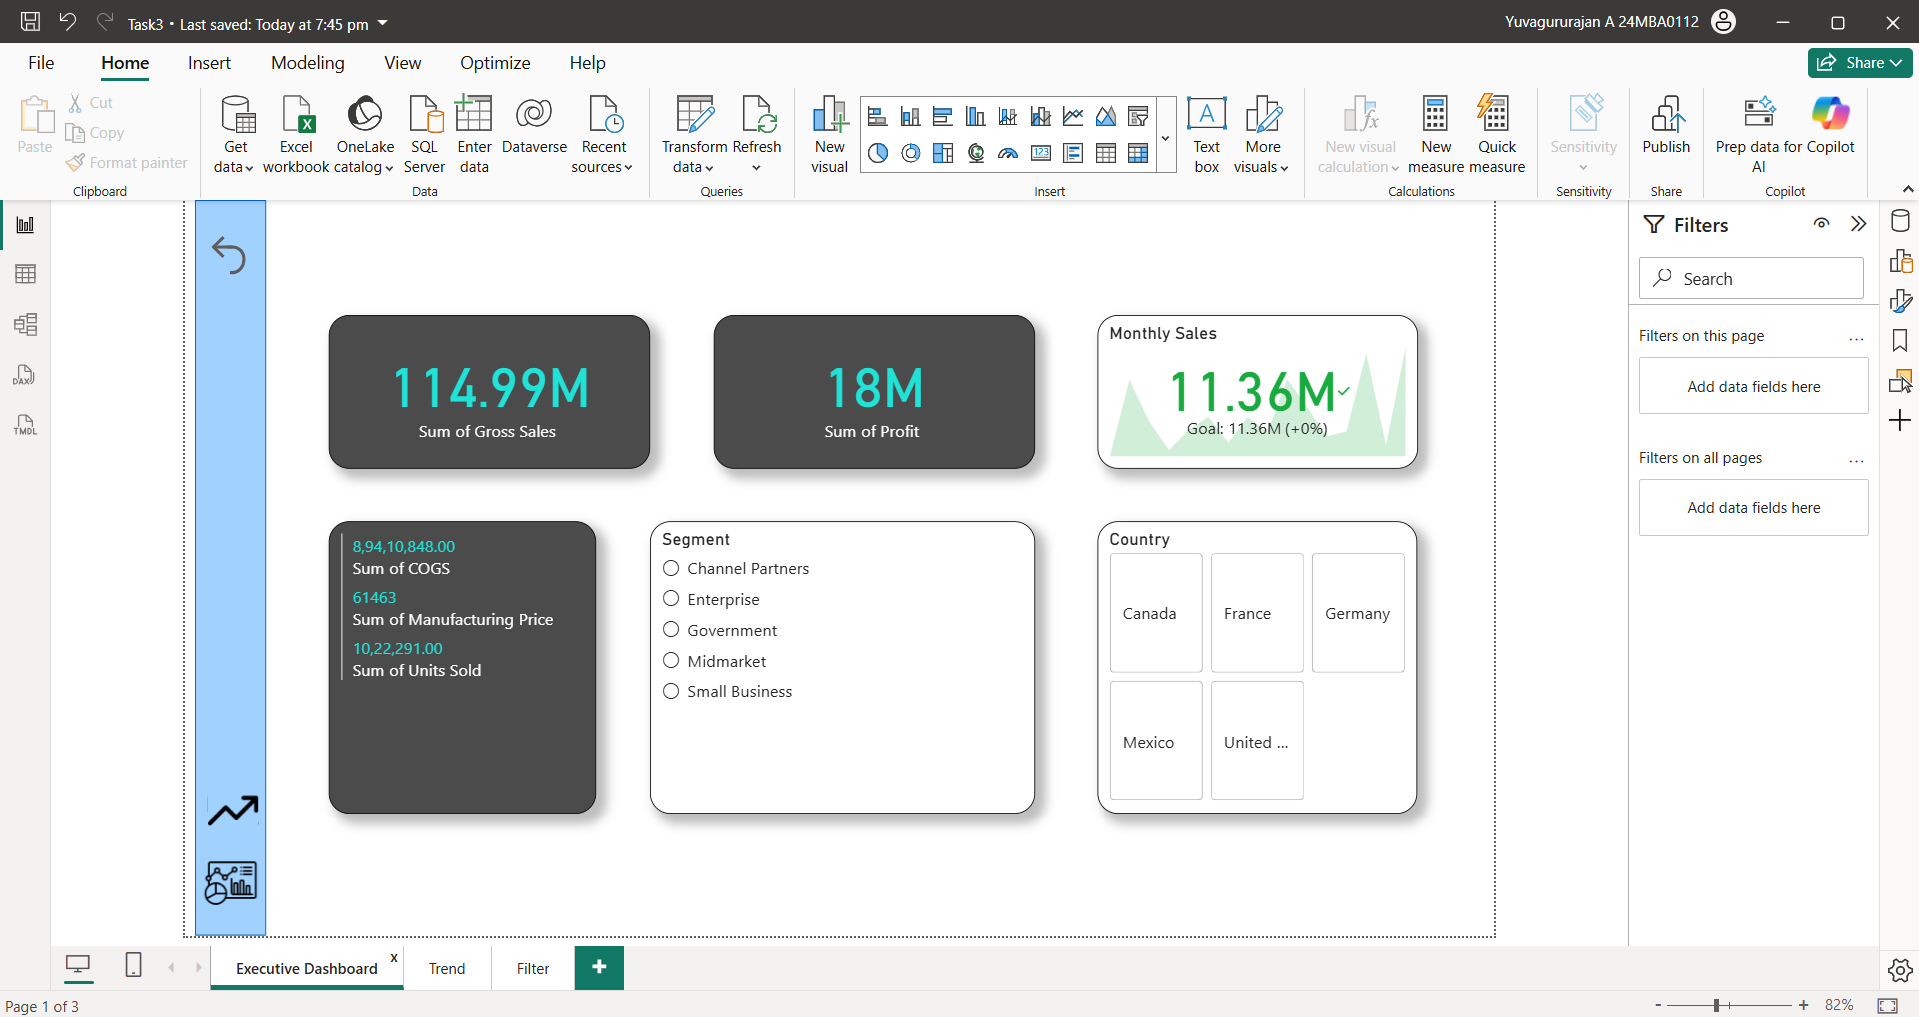 Task3 • Last saved: Today at 7:45 pm
Yuvagururajan A 24MBA0112
File Home Insert Modeling View Optimize Help
Share
Paste
Cut
Copy
Format painter
Clipboard
Get data
Excel workbook
OneLake catalog
SQL Server
Enter data
Dataverse
Recent sources
Data
Transform data
Refresh
Queries
New visual
123
Insert
A
Text box
More visuals
New visual calculation
New measure
Quick measure
Calculations
Sensitivity
Sensitivity
Publish
Share
Prep data for AI
Copilot
Copilot
DAX
TMDL
114.99M
Sum of Gross Sales
18M
Sum of Profit
Monthly Sales
11.36M
Goal: 11.36M (+0%)
8,94,10,848.00
Sum of COGS
61463
Sum of Manufacturing Price
10,22,291.00
Sum of Units Sold
Segment
Channel Partners
Enterprise
Government
Midmarket
Small Business
Country
Canada France Germany
Mexico United ...
Filters
Search
Filters on this page ...
Add data fields here
Filters on all pages ...
Add data fields here
Executive Dashboard x Trend Filter +
Page 1 of 3
- + 82%